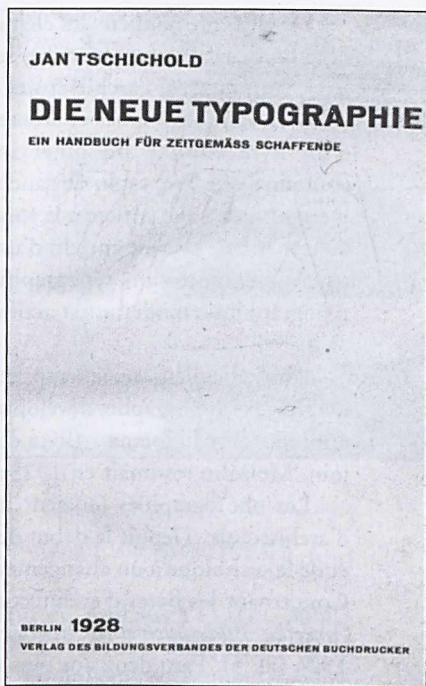 JAN TSCHICHOLD
DIE NEUE TYPOGRAPHIE
EIN HANDBUCH FÜR ZEITGEMÄSS SCHAFFENDE
BERLIN 1928
VERLAG DES BILDUNGSVERBANDES DER DEUTSCHEN BUCHDRUCKER